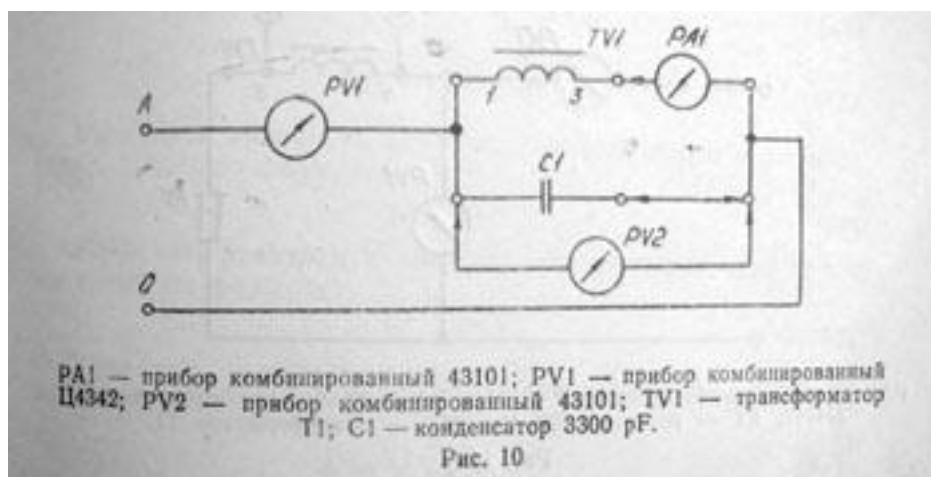 TV1 PA1
A PV1 1 3
C1
PV2
0
PA1 — прибор комбинированный 43101; PV1 — прибор комбинированный
Ц4342; PV2 — прибор комбинированный 43101; TV1 — трансформатор
Т1; C1 — конденсатор 3300 pF.
Рис. 10